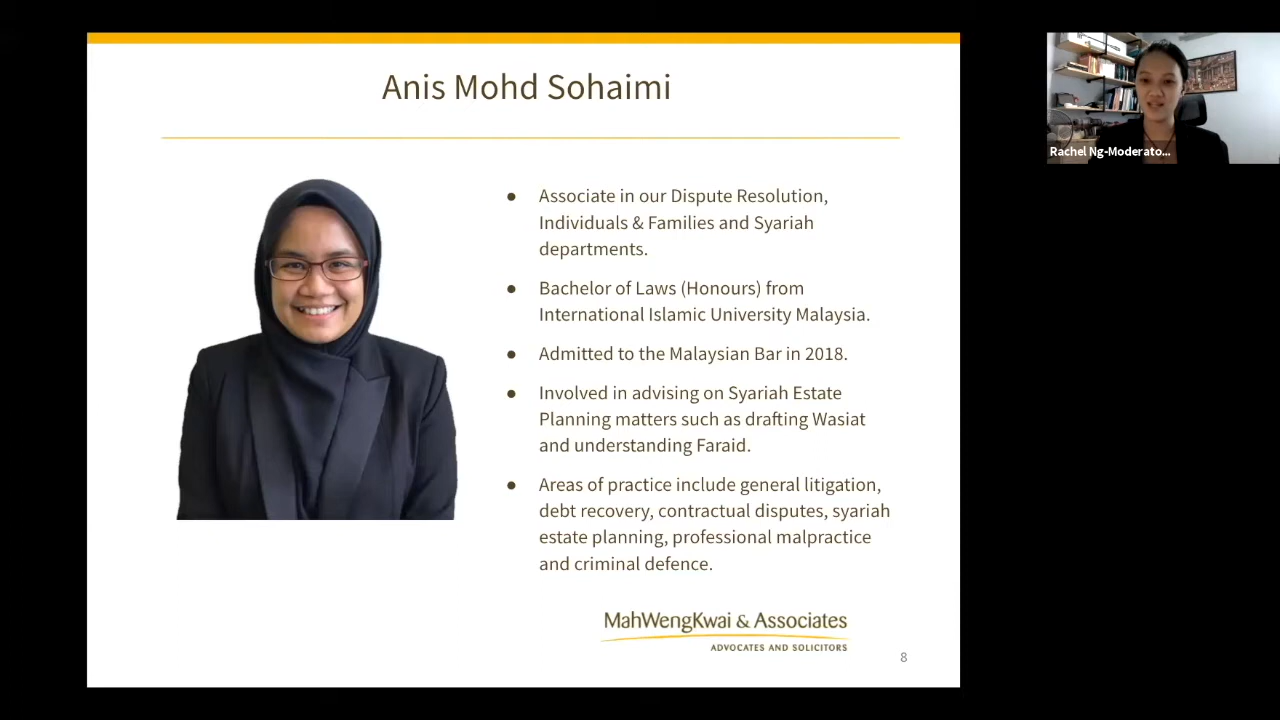 Anis Mohd Sohaimi
● Associate in our Dispute Resolution,
Individuals & Families and Syariah
departments.
● Bachelor of Laws (Honours) from
International Islamic University Malaysia.
● Admitted to the Malaysian Bar in 2018.
● Involved in advising on Syariah Estate
Planning matters such as drafting Wasiat
and understanding Faraid.
● Areas of practice include general litigation,
debt recovery, contractual disputes, syariah
estate planning, professional malpractice
and criminal defence.
MahWengKwai & Associates
ADVOCATES AND SOLICITORS
8
Rachel Ng-Moderato...